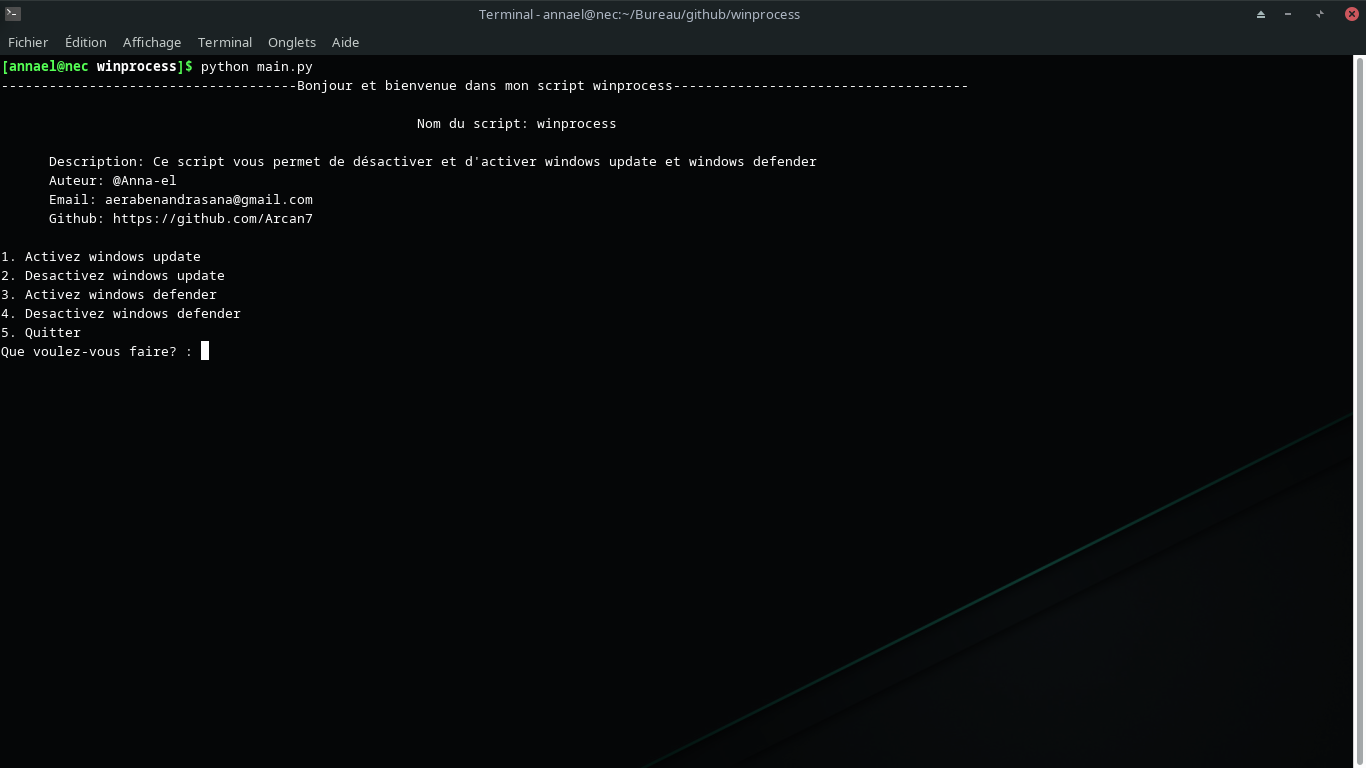 Terminal - annael@nec:~/Bureau/github/winprocess
Fichier Édition Affichage Terminal Onglets Aide
[annael@nec winprocess]$ python main.py
-------------------------------------Bonjour et bienvenue dans mon script winprocess-------------------------------------
Nom du script: winprocess
Description: Ce script vous permet de désactiver et d'activer windows update et windows defender
Auteur: @Anna-el
Email: aerabenandrasana@gmail.com
Github: https://github.com/Arcan7
1. Activez windows update
2. Desactivez windows update
3. Activez windows defender
4. Desactivez windows defender
5. Quitter
Que voulez-vous faire? :